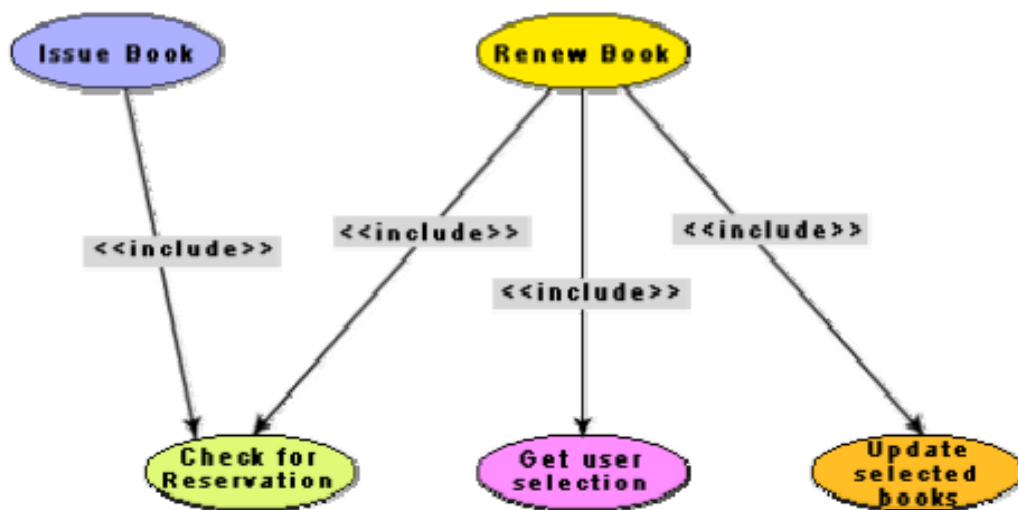 Issue Book
Renew Book
<<include>>
<<include>>
<<include>>
<<include>>
Check for
Reservation
Get user
selection
Update
selected
books